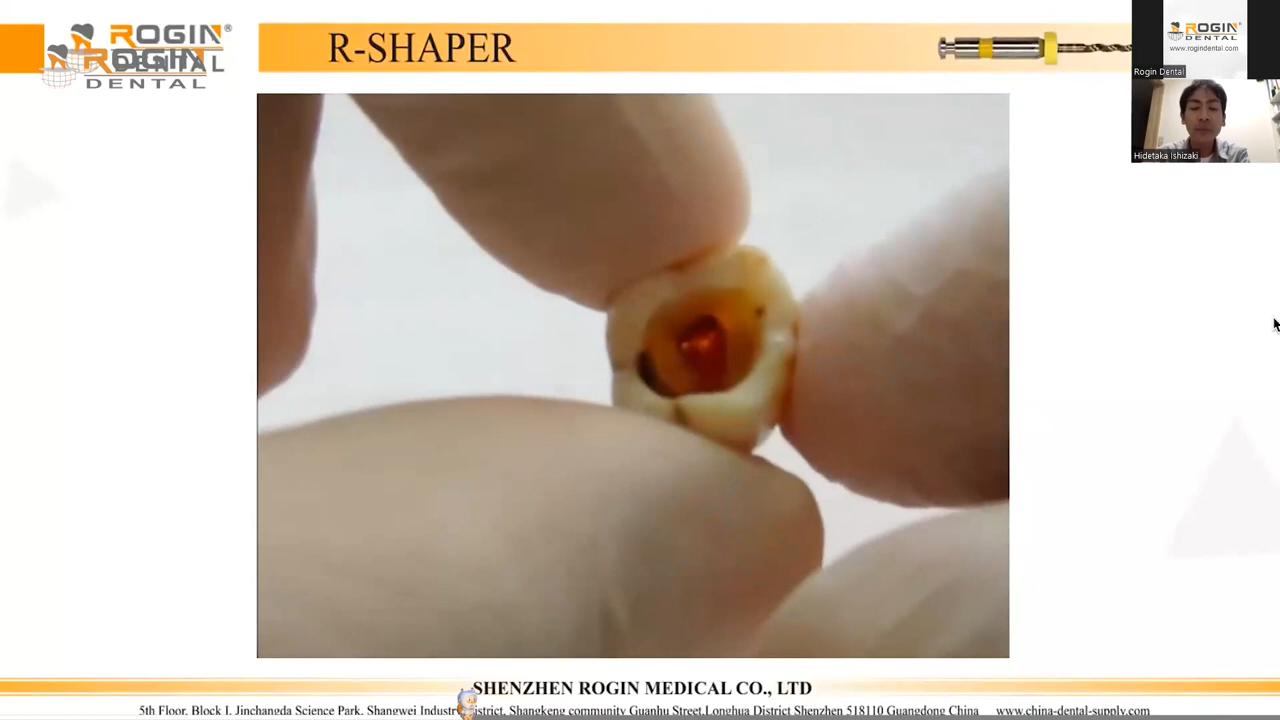 ROGIN®
DENTAL
ROGIN
DENTAL
R-SHAPER
ROGIN
DENTAL
www.rogindental.com
Rogin Dental
Hidetaka Ishizaki
SHENZHEN ROGIN MEDICAL CO., LTD
5th Floor, Block I, Jinchangda Science Park, Shangwei Industr istrict, Shangkeng community Guanhu Street,Longhua District Shenzhen 518110 Guangdong China www.china-dental-supply.com